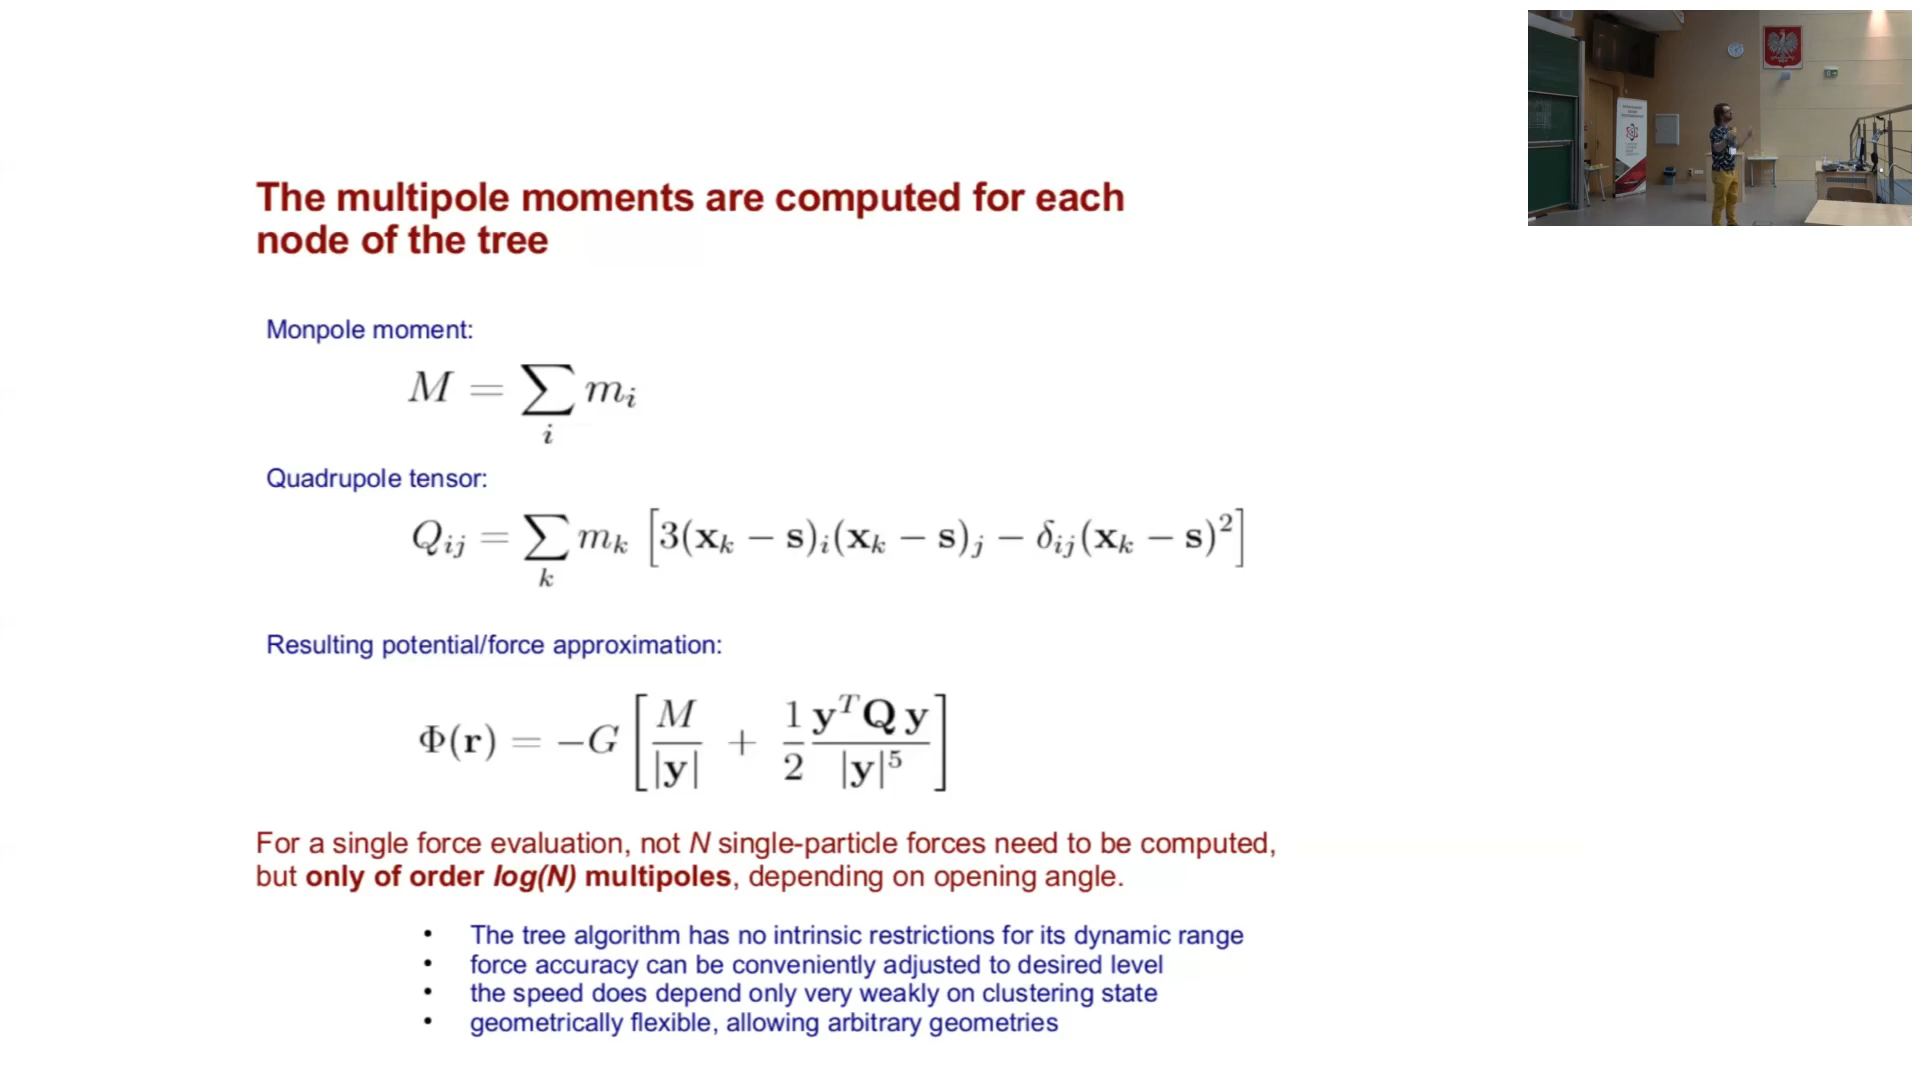 The multipole moments are computed for each
node of the tree
Monpole moment:
M = ∑_i m_i
Quadrupole tensor:
Q_{ij} = ∑_k m_k [3(x_k − s)_i(x_k − s)_j − δ_{ij}(x_k − s)^2]
Resulting potential/force approximation:
Φ(r) = −G [ M/|y| + 1/2 y^T Q y/|y|^5 ]
For a single force evaluation, not N single-particle forces need to be computed,
but only of order log(N) multipoles, depending on opening angle.
• The tree algorithm has no intrinsic restrictions for its dynamic range
• force accuracy can be conveniently adjusted to desired level
• the speed does depend only very weakly on clustering state
• geometrically flexible, allowing arbitrary geometries